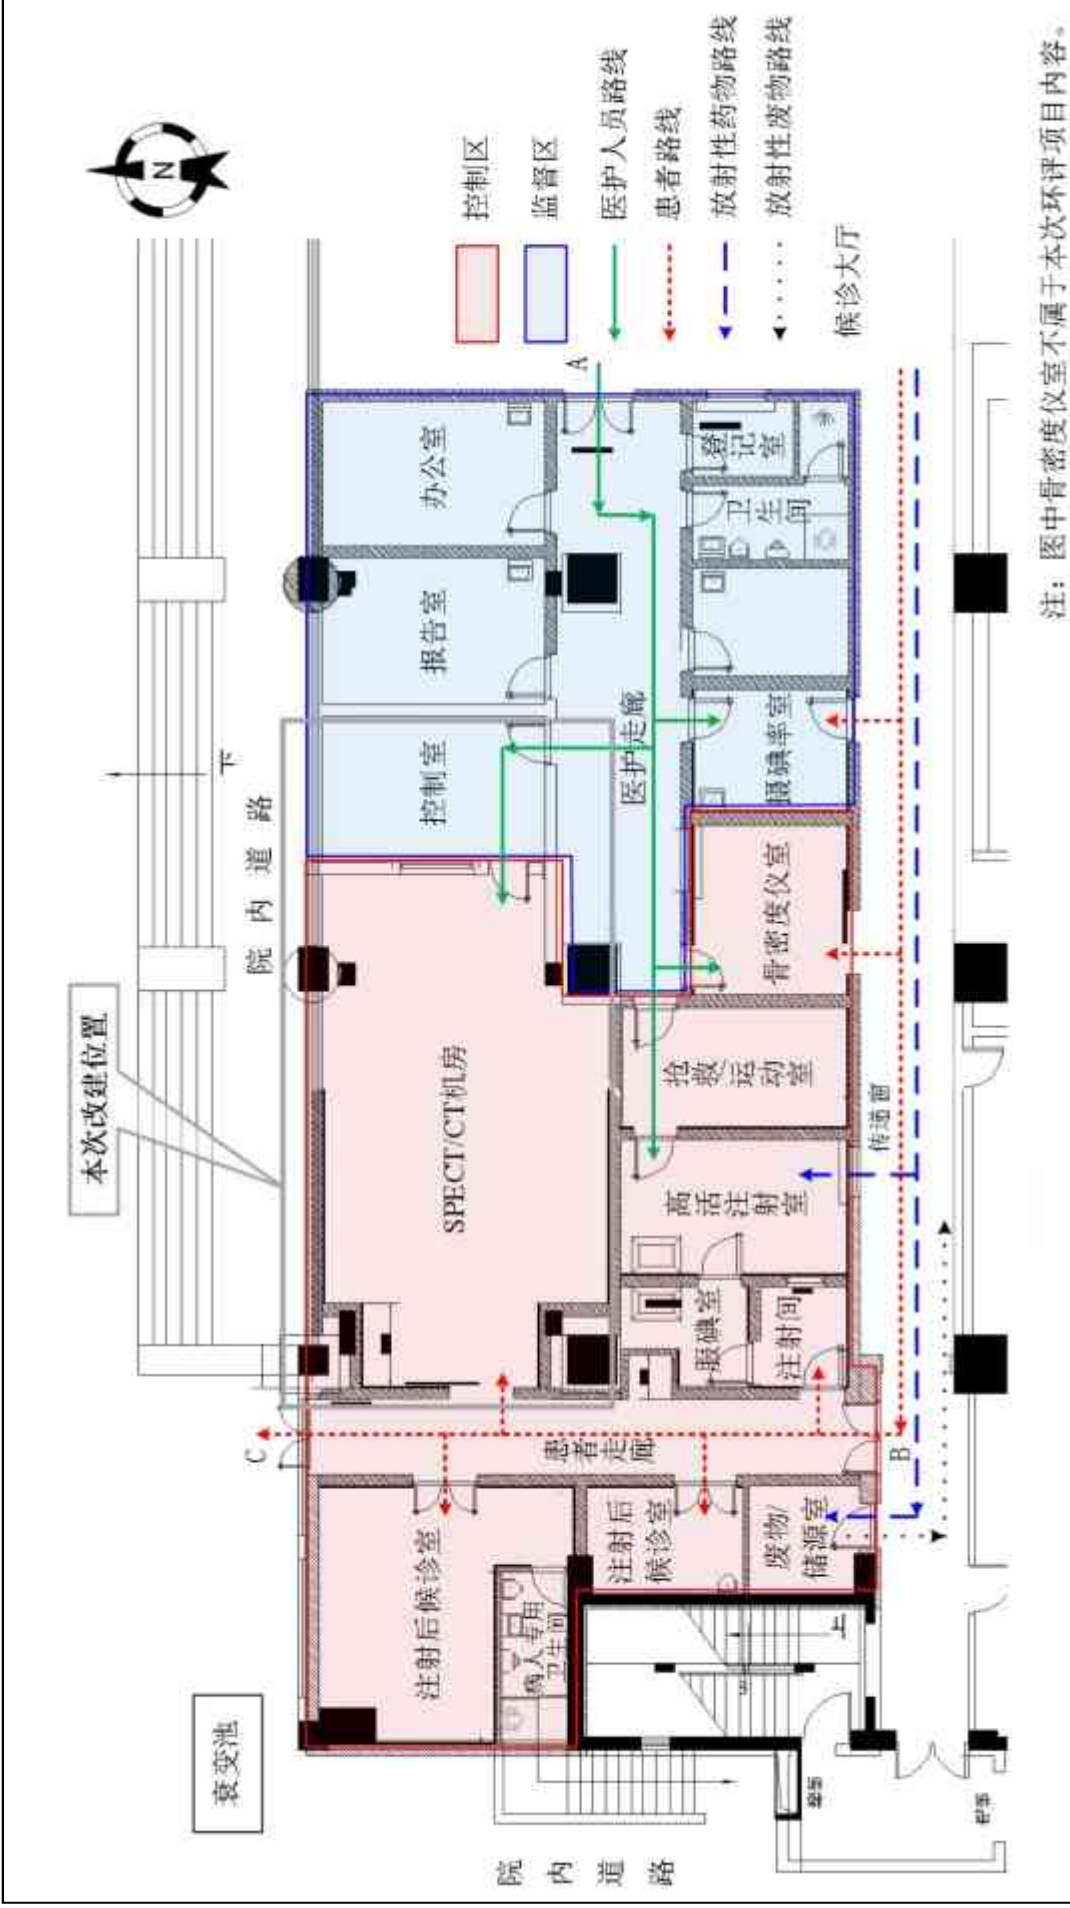 衰变池
本次改建位置
院内道路
下
N
控制区
监督区
医护人员路线
患者路线
放射性药物路线
放射性废物路线
候诊大厅
C
注射后候诊室
SPECT/CT机房
控制室
报告室
办公室
病人专用
卫生间
患者走廊
医护走廊
A
注射后
候诊室
服碘室
高活注射室
抢救/运动室
骨密度仪室
摄碘率室
卫生间
登记室
废物/
储源室
注射间
上
B
传递窗
院内道路
注：图中骨密度仪室不属于本次环评项目内容。